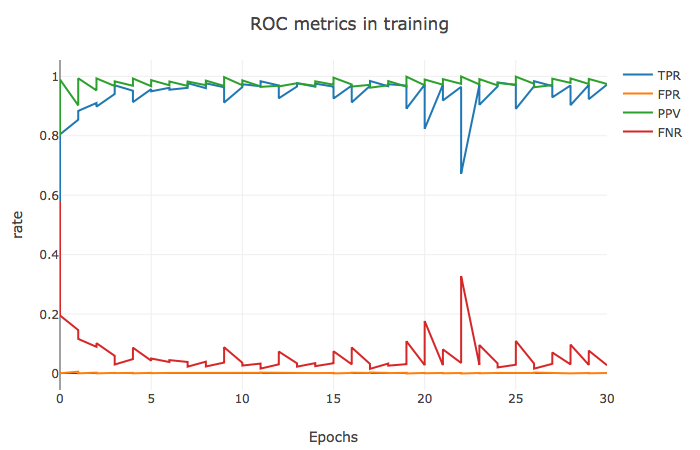 ROC metrics in training
TPR
FPR
PPV
FNR
1
0.8
0.6
0.4
0.2
0
rate
0 5 10 15 20 25 30
Epochs